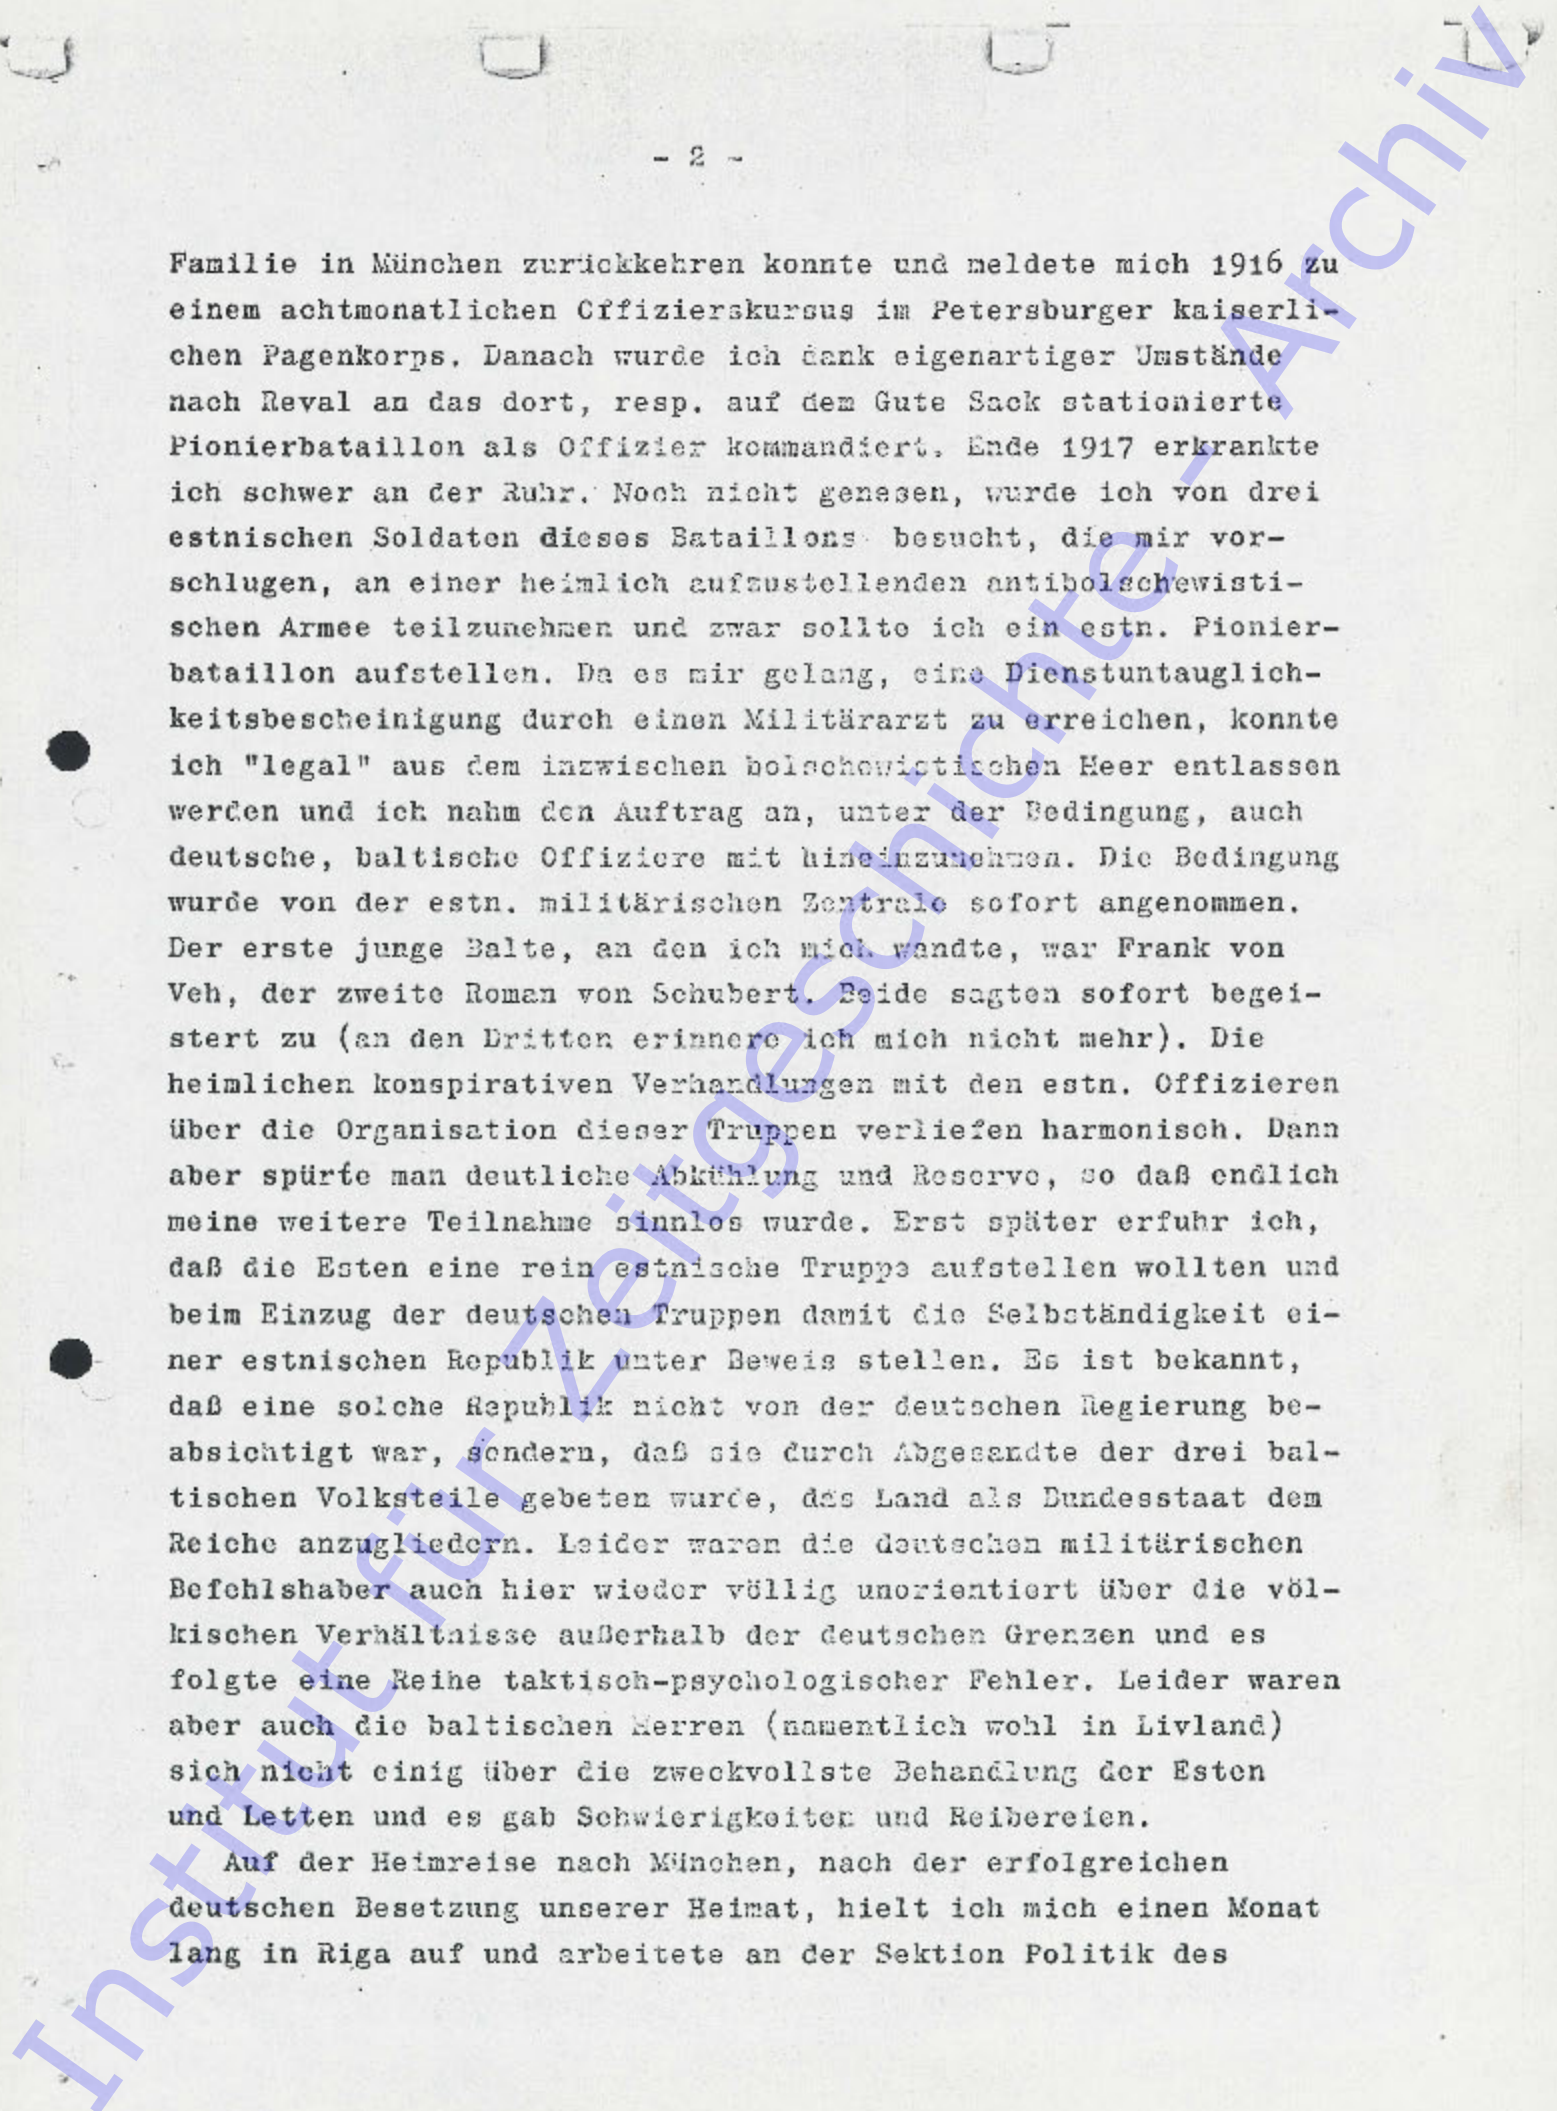 - 2 -
Familie in München zurückkehren konnte und meldete mich 1916 zu
einem achtmonatlichen Offizierskursus im Petersburger kaiserli-
chen Pagenkorps. Danach wurde ich dank eigenartiger Umstände
nach Reval an das dort, resp. auf dem Gute Sack stationierte
Pionierbataillon als Offizier kommandiert. Ende 1917 erkrankte
ich schwer an der Ruhr. Noch nicht genesen, wurde ich von drei
estnischen Soldaten dieses Bataillons besucht, die mir vor-
schlugen, an einer heimlich aufzustellenden antibolschewisti-
schen Armee teilzunehmen und zwar sollte ich ein estn. Pionier-
bataillon aufstellen. Da es mir gelang, eine Dienstuntauglich-
keitsbescheinigung durch einen Militärarzt zu erreichen, konnte
ich "legal" aus dem inzwischen bolschewistischen Heer entlassen
werden und ich nahm den Auftrag an, unter der Bedingung, auch
deutsche, baltische Offiziere mit hineinzunehmen. Die Bedingung
wurde von der estn. militärischen Zentrale sofort angenommen.
Der erste junge Balte, an den ich mich wandte, war Frank von
Veh, der zweite Roman von Schubert. Beide sagten sofort begei-
stert zu (an den Dritten erinnere ich mich nicht mehr). Die
heimlichen konspirativen Verhandlungen mit den estn. Offizieren
über die Organisation dieser Truppen verliefen harmonisch. Dann
aber spürte man deutliche Abkühlung und Reserve, so daß endlich
meine weitere Teilnahme sinnlos wurde. Erst später erfuhr ich,
daß die Esten eine rein estnische Truppe aufstellen wollten und
beim Einzug der deutschen Truppen damit die Selbständigkeit ei-
ner estnischen Republik unter Beweis stellen. Es ist bekannt,
daß eine solche Republik nicht von der deutschen Regierung be-
absichtigt war, sondern, daß sie durch Abgesandte der drei bal-
tischen Volksteile gebeten wurde, das Land als Bundesstaat dem
Reiche anzugliedern. Leider waren die deutschen militärischen
Befehlshaber auch hier wieder völlig unorientiert über die völ-
kischen Verhältnisse außerhalb der deutschen Grenzen und es
folgte eine Reihe taktisch-psychologischer Fehler. Leider waren
aber auch die baltischen Herren (namentlich wohl in Livland)
sich nicht einig über die zweckvollste Behandlung der Esten
und Letten und es gab Schwierigkeiten und Reibereien.
Auf der Heimreise nach München, nach der erfolgreichen
deutschen Besetzung unserer Heimat, hielt ich mich einen Monat
lang in Riga auf und arbeitete an der Sektion Politik des
Institut für Zeitgeschichte - Archiv